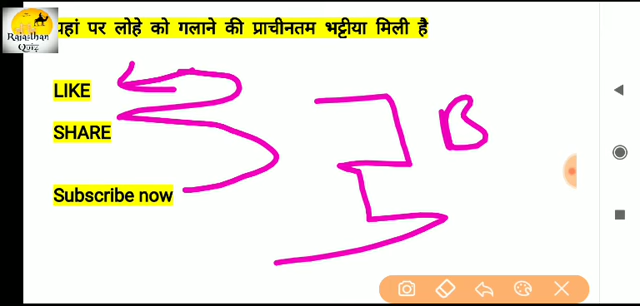 यहां पर लोहे को गलाने की प्राचीनतम भट्टीया मिली है
Rajasthan
Quiz
LIKE
SHARE
Subscribe now
B